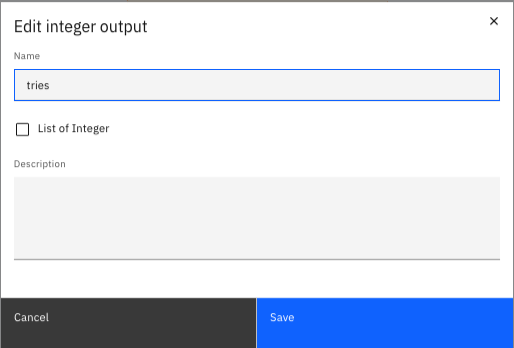 Edit integer output
Name
tries
List of Integer
Description
Cancel
Save